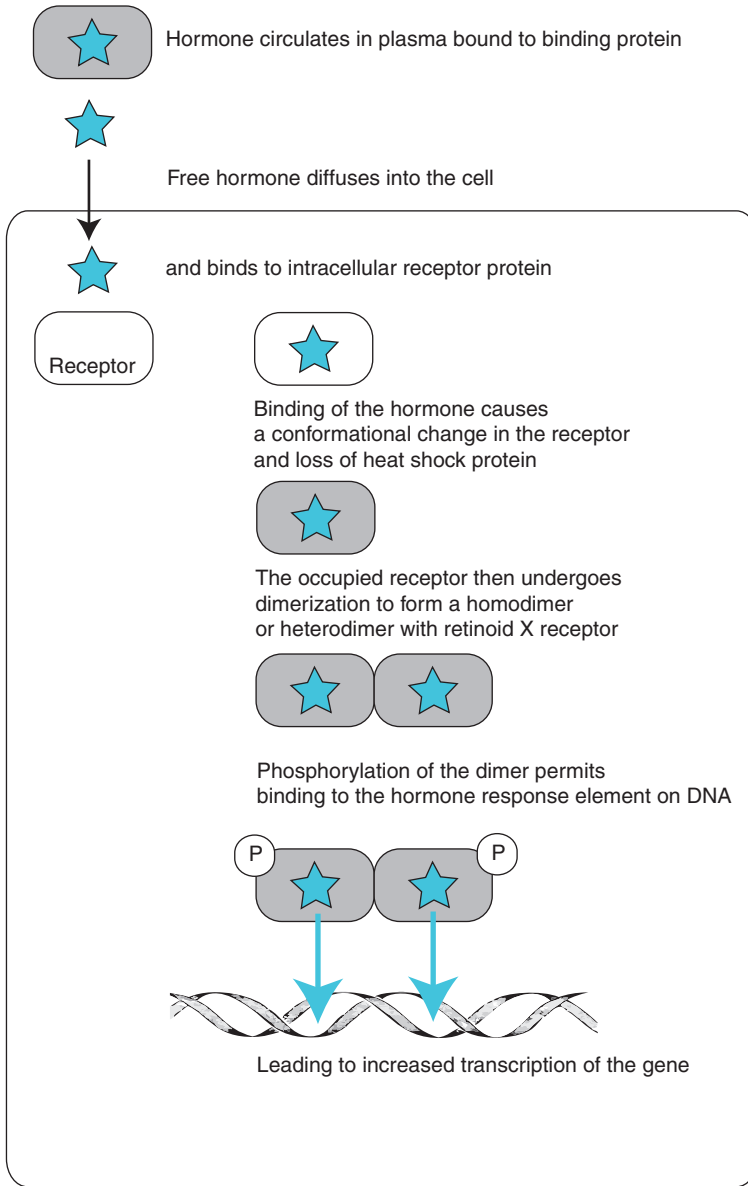 Hormone circulates in plasma bound to binding protein
Free hormone diffuses into the cell
and binds to intracellular receptor protein
Receptor
Binding of the hormone causes
a conformational change in the receptor
and loss of heat shock protein
The occupied receptor then undergoes
dimerization to form a homodimer
or heterodimer with retinoid X receptor
Phosphorylation of the dimer permits
binding to the hormone response element on DNA
P
P
Leading to increased transcription of the gene